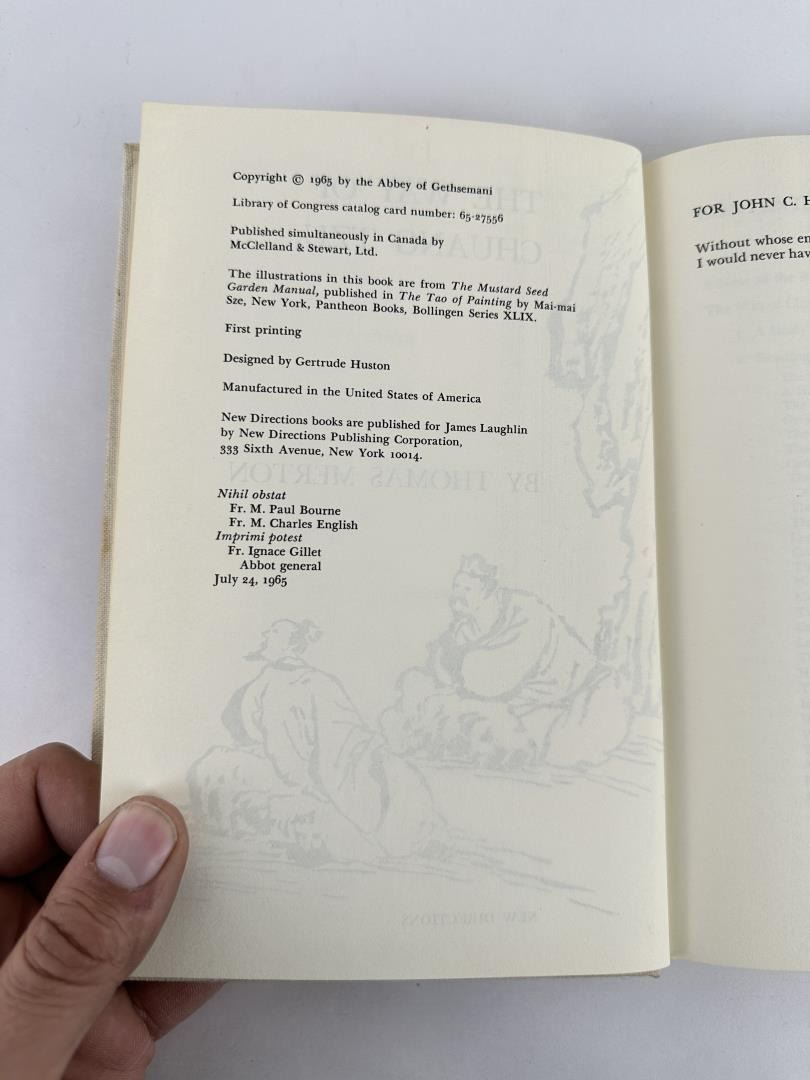 Copyright © 1965 by the Abbey of Gethsemani
Library of Congress catalog card number: 65-27556
Published simultaneously in Canada by
McClelland & Stewart, Ltd.
The illustrations in this book are from The Mustard Seed
Garden Manual, published in The Tao of Painting by Mai-mai
Sze, New York, Pantheon Books, Bollingen Series XLIX.
First printing
Designed by Gertrude Huston
Manufactured in the United States of America
New Directions books are published for James Laughlin
by New Directions Publishing Corporation,
333 Sixth Avenue, New York 10014.
Nihil obstat
Fr. M. Paul Bourne
Fr. M. Charles English
Imprimi potest
Fr. Ignace Gillet
Abbot general
July 24, 1965
BY THOMAS MERTON
NEW DIRECTIONS
FOR JOHN C.
Without whose
I would never